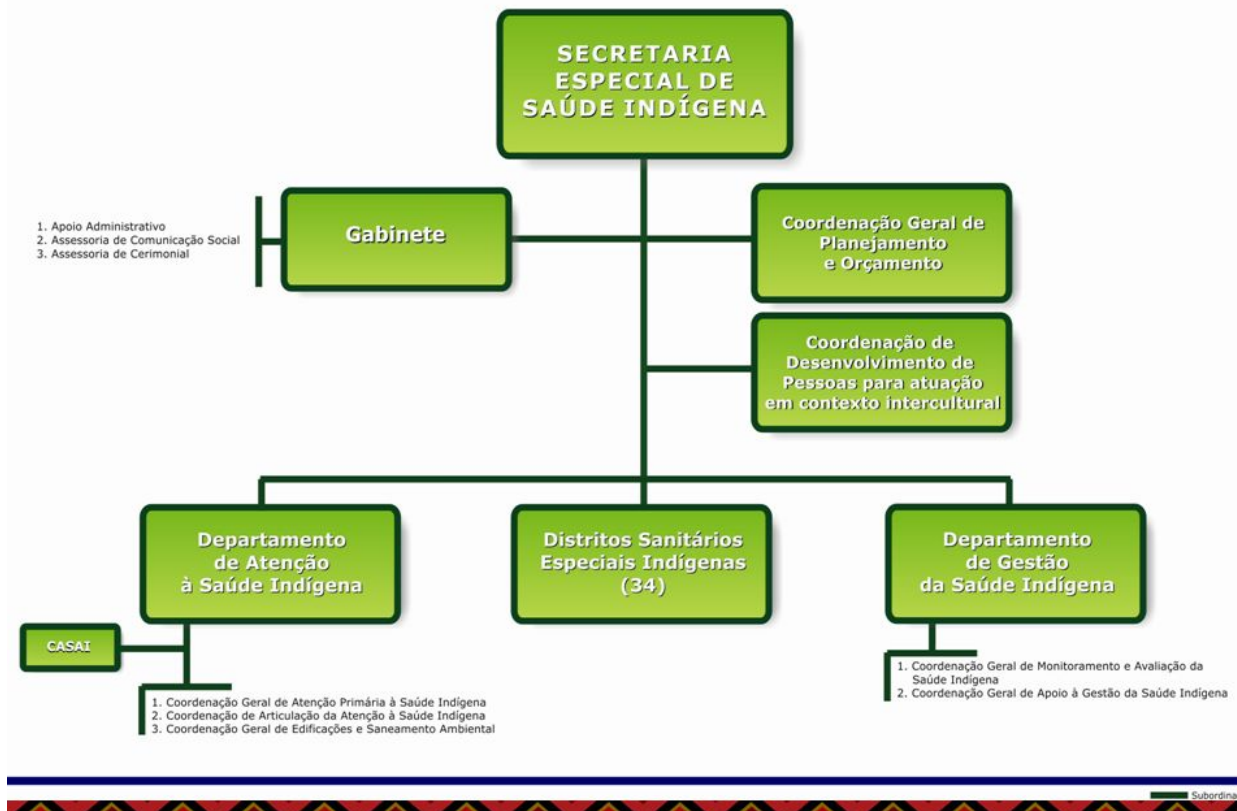 SECRETARIA
ESPECIAL DE
SAÚDE INDÍGENA
1. Apoio Administrativo
2. Assessoria de Comunicação Social
3. Assessoria de Cerimonial
Gabinete
Coordenação Geral de
Planejamento
e Orçamento
Coordenação de
Desenvolvimento de
Pessoas para atuação
em contexto intercultural
Departamento
de Atenção
à Saúde Indígena
Distritos Sanitários
Especiais Indígenas
(34)
Departamento
de Gestão
da Saúde Indígena
CASAI
1. Coordenação Geral de Atenção Primária à Saúde Indígena
2. Coordenação de Articulação da Atenção à Saúde Indígena
3. Coordenação Geral de Edificações e Saneamento Ambiental
1. Coordenação Geral de Monitoramento e Avaliação da
Saúde Indígena
2. Coordenação Geral de Apoio à Gestão da Saúde Indígena
Subordina